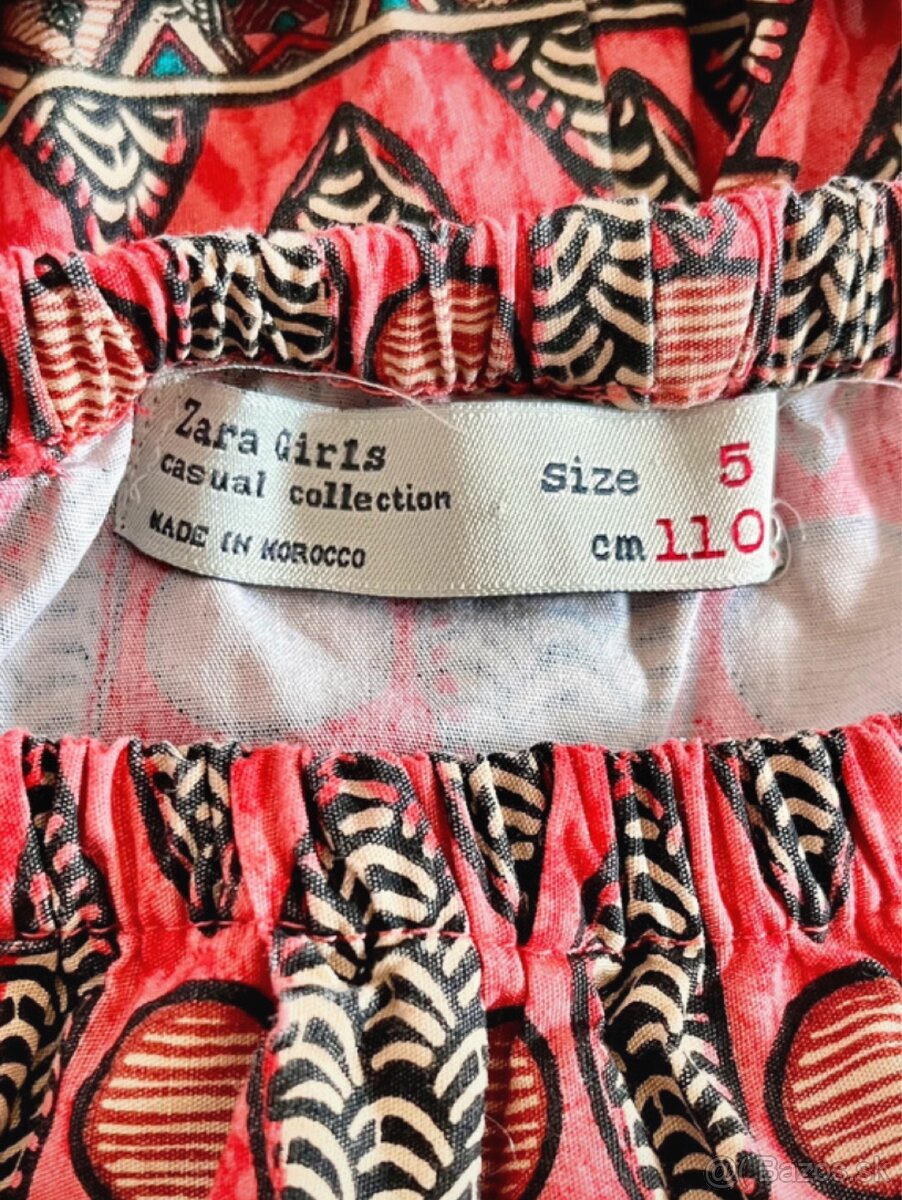 Zara Girls
casual collection
MADE IN MOROCCO
Size 5
cm 110
@ Bazos.sk